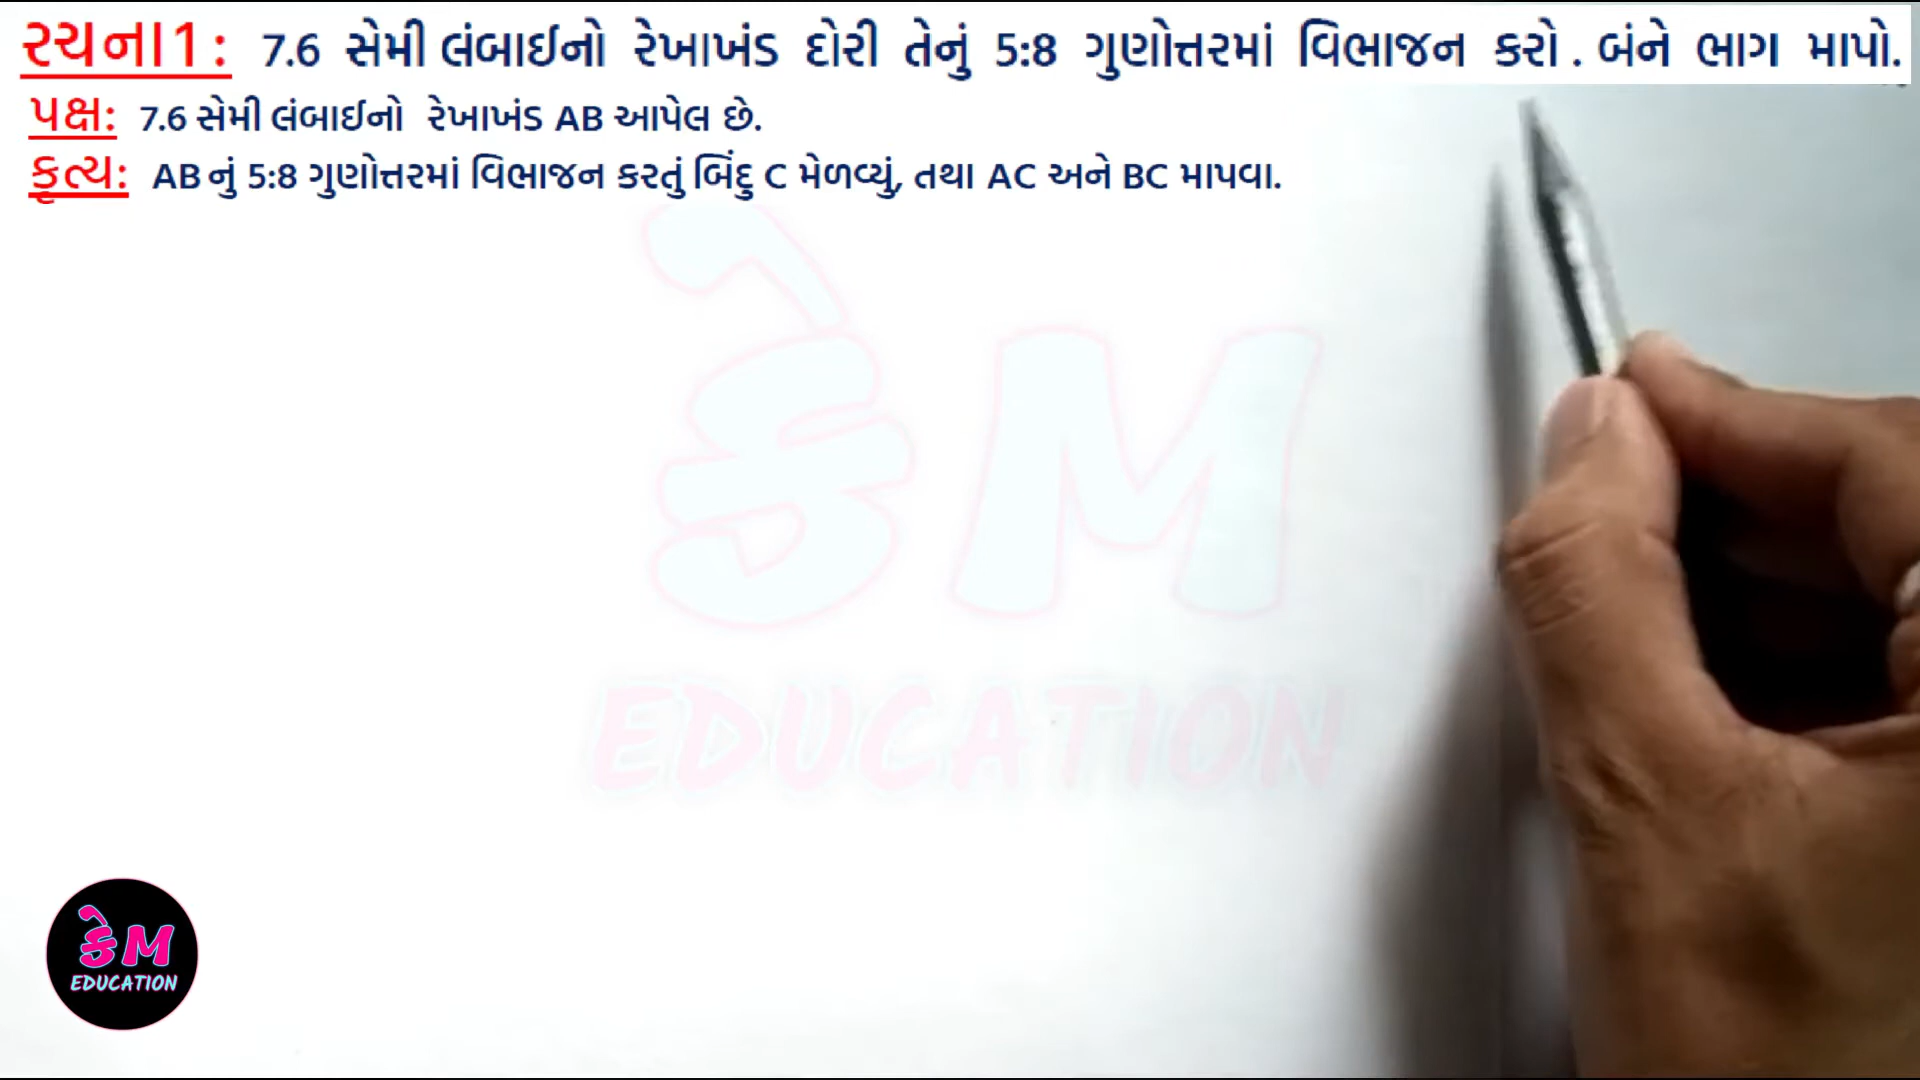 રચના1: 7.6 સેમી લંબાઈનો રેખાખંડ દોરી તેનું 5:8 ગુણોત્તરમાં વિભાજન કરો. બંને ભાગ માપો.
પક્ષ: 7.6 સેમી લંબાઈનો રેખાખંડ AB આપેલ છે.
કૃત્ય: AB નું 5:8 ગુણોત્તરમાં વિભાજન કરતું બિંદુ C મેળવ્યું, તથા AC અને BC માપવા.
કેM
EDUCATION
કેM
EDUCATION